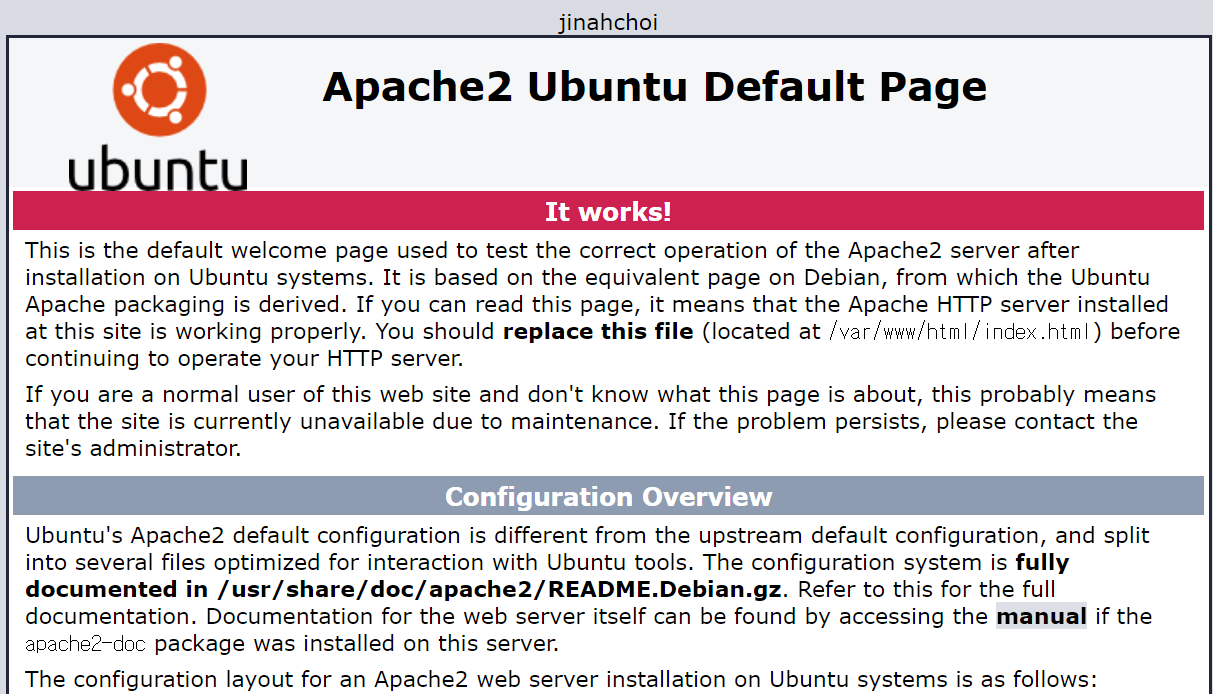 jinahchoi
Apache2 Ubuntu Default Page
ubuntu
It works!
This is the default welcome page used to test the correct operation of the Apache2 server after
installation on Ubuntu systems. It is based on the equivalent page on Debian, from which the Ubuntu
Apache packaging is derived. If you can read this page, it means that the Apache HTTP server installed
at this site is working properly. You should replace this file (located at /var/www/html/index.html) before
continuing to operate your HTTP server.
If you are a normal user of this web site and don't know what this page is about, this probably means
that the site is currently unavailable due to maintenance. If the problem persists, please contact the
site's administrator.
Configuration Overview
Ubuntu's Apache2 default configuration is different from the upstream default configuration, and split
into several files optimized for interaction with Ubuntu tools. The configuration system is fully
documented in /usr/share/doc/apache2/README.Debian.gz. Refer to this for the full
documentation. Documentation for the web server itself can be found by accessing the manual if the
apache2-doc package was installed on this server.
The configuration layout for an Apache2 web server installation on Ubuntu systems is as follows: